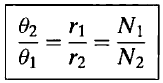 θ₂/θ₁ = r₁/r₂ = N₁/N₂